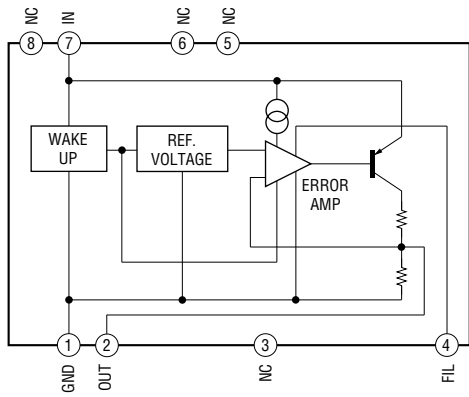 NC
IN
NC
NC
8
7
6
5
WAKE
UP
REF.
VOLTAGE
ERROR
AMP
1
2
3
4
GND
OUT
NC
FIL